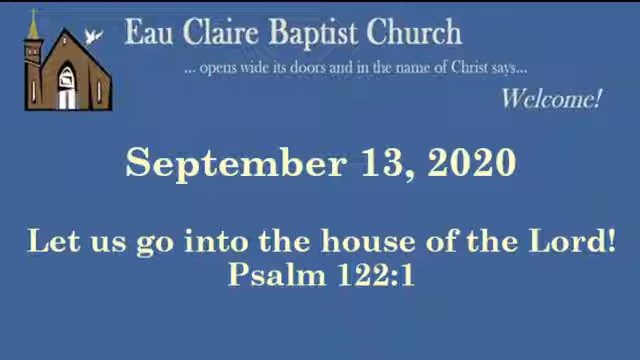 Eau Claire Baptist Church
... opens wide its doors and in the name of Christ says...
Welcome!
September 13, 2020
Let us go into the house of the Lord!
Psalm 122:1